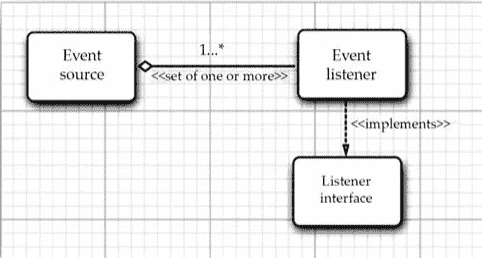 Event
source
1...*
<<set of one or more>>
Event
listener
<<implements>>
Listener
interface